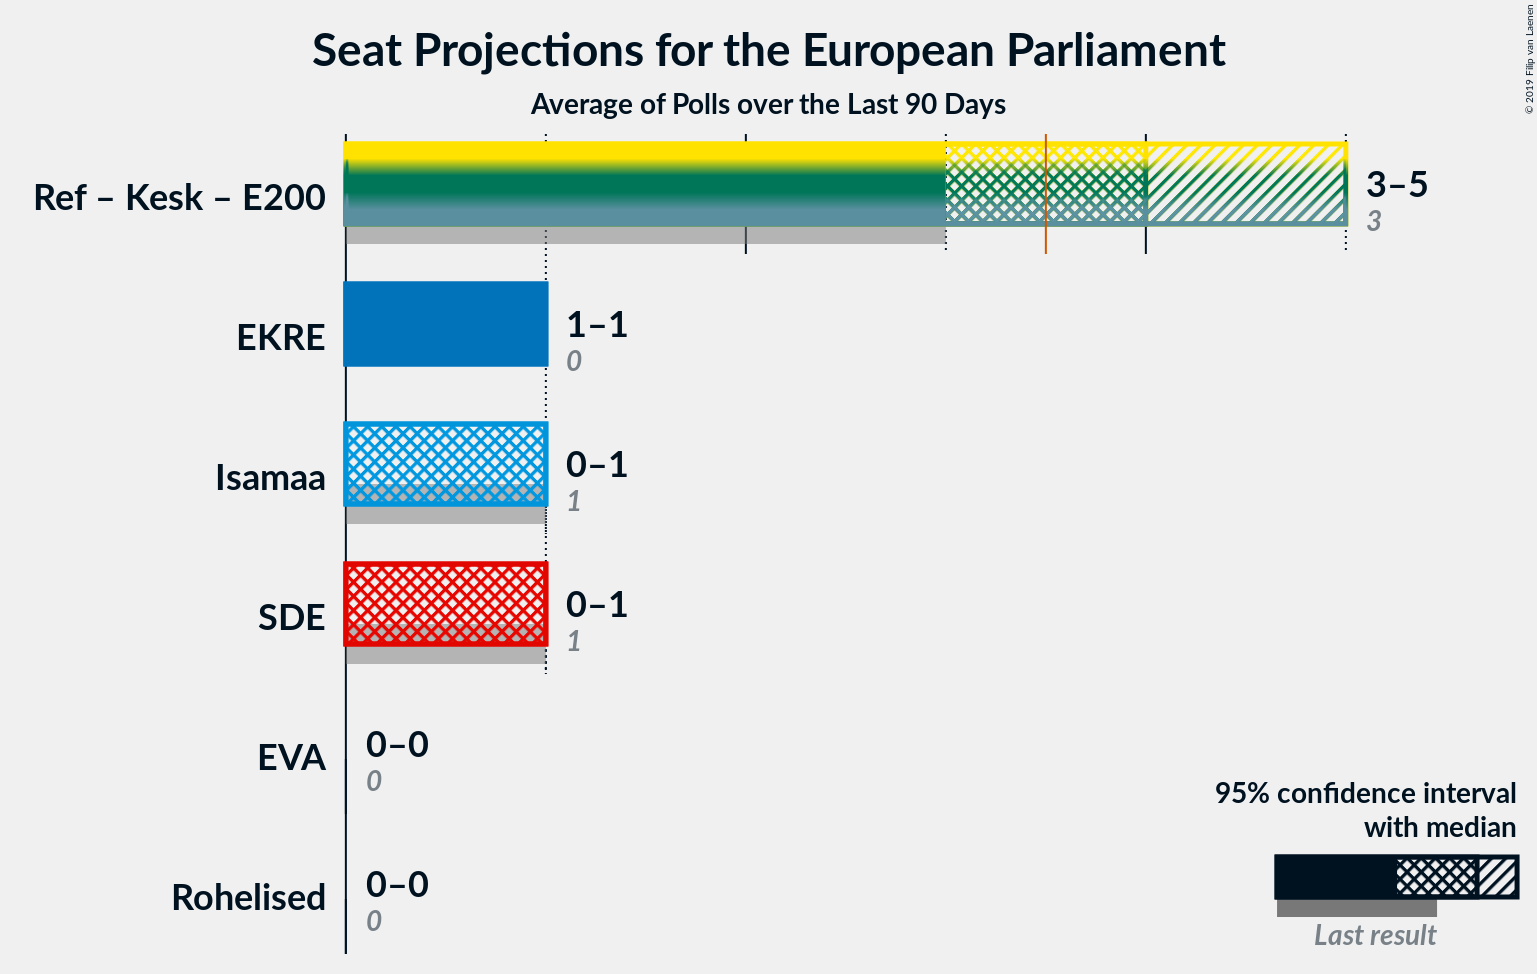 Seat Projections for the European Parliament
Average of Polls over the Last 90 Days
© 2019 Filip van Laenen
Ref – Kesk – E200
3–5
3
EKRE
1–1
0
Isamaa
0–1
1
SDE
0–1
1
EVA
0–0
0
Rohelised
0–0
0
95% confidence interval
with median
Last result